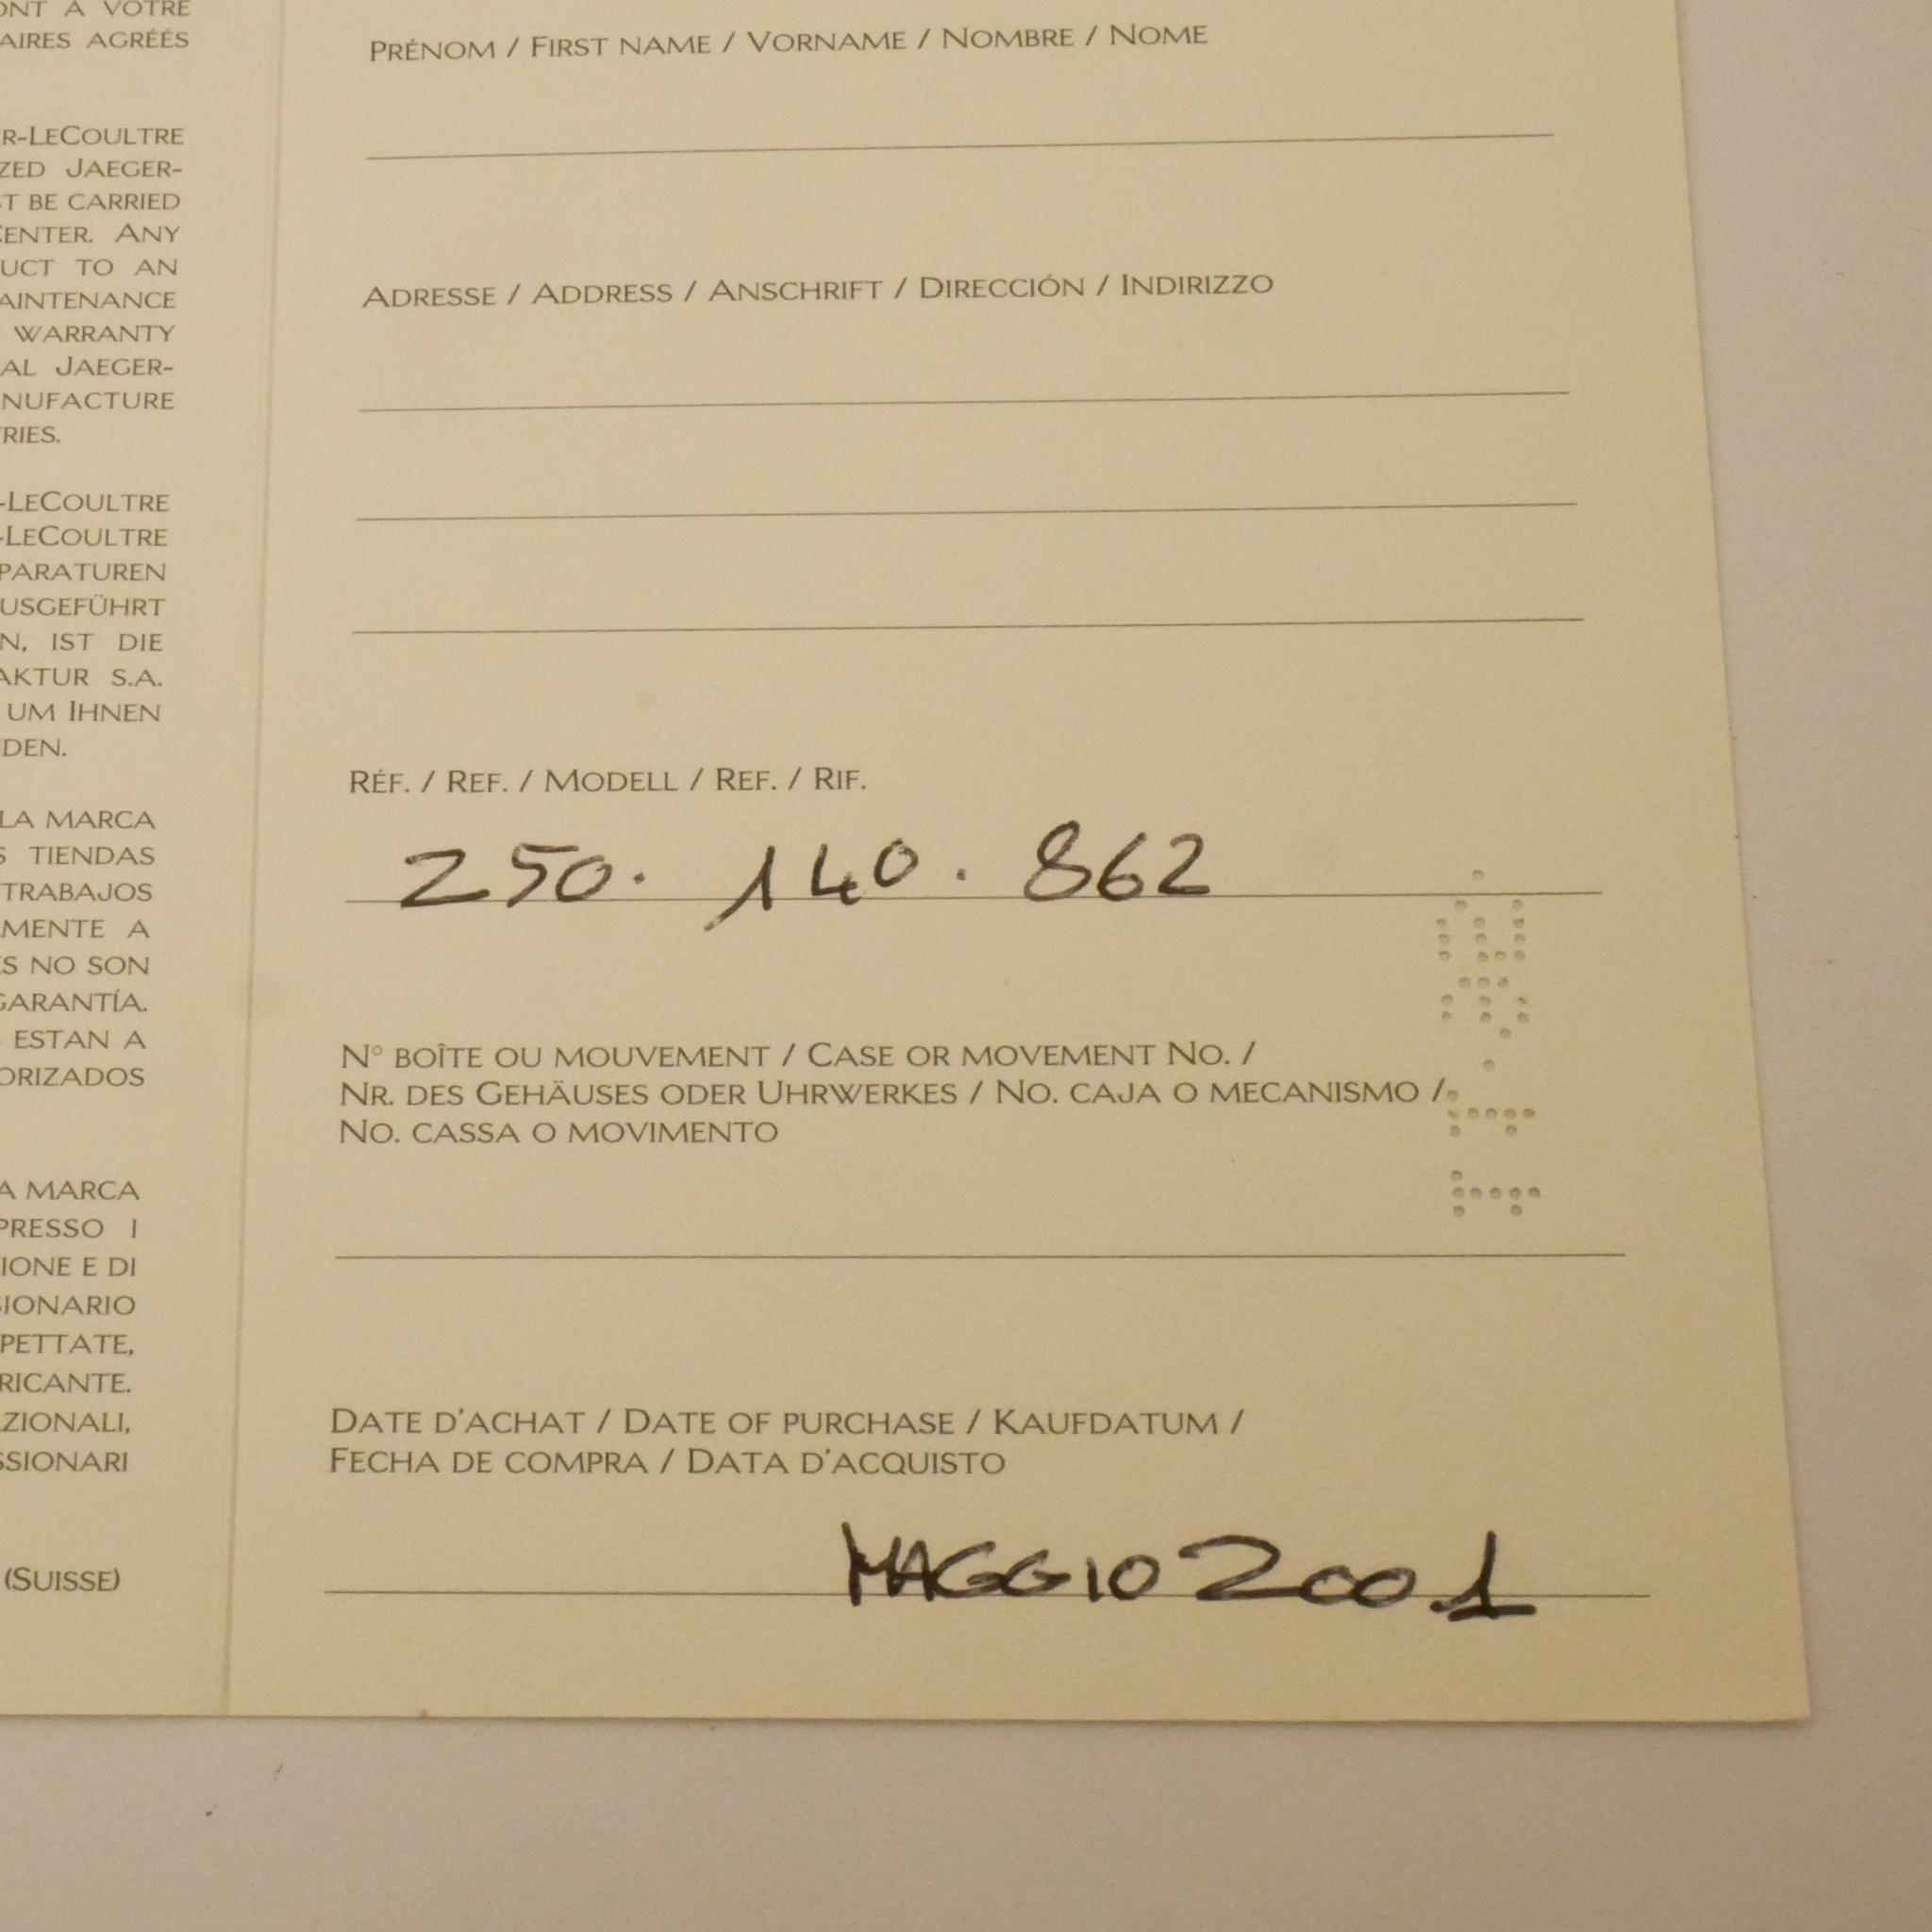 ONT À VOTRE
AIRES AGRÉÉS
R-LECOULTRE
ZED JAEGER-
ST BE CARRIED
CENTER. ANY
UCT TO AN
AINTENANCE
WARRANTY
AL JAEGER-
NUFACTURE
RIES.
-LECOULTRE
-LECOULTRE
PARATUREN
USGEFÜHRT
N, IST DIE
AKTUR S.A.
UM IHNEN
DEN.
LA MARCA
S TIENDAS
TRABAJOS
MENTE A
ES NO SON
GARANTÍA.
ESTAN A
ORIZADOS
A MARCA
PRESSO I
IONE E DI
SIONARIO
PETTATE,
RICANTE.
ZIONALI,
SSIONARI
(SUISSE)
PRÉNOM / FIRST NAME / VORNAME / NOMBRE / NOME
ADRESSE / ADDRESS / ANSCHRIFT / DIRECCIÓN / INDIRIZZO
RÉF. / REF. / MODELL / REF. / RIF.
250. 140. 862
N° BOÎTE OU MOUVEMENT / CASE OR MOVEMENT NO. /
NR. DES GEHÄUSES ODER UHRWERKES / NO. CAJA O MECANISMO /
NO. CASSA O MOVIMENTO
DATE D'ACHAT / DATE OF PURCHASE / KAUFDATUM /
FECHA DE COMPRA / DATA D'ACQUISTO
MAGGIO 2001